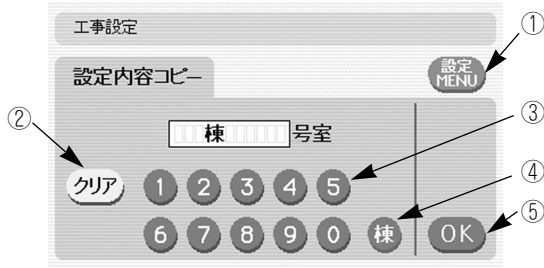 工事設定
①
設定内容コピー
設定
MENU
②
棟 号室
③
クリア 1 2 3 4 5
④
6 7 8 9 0 棟 OK
⑤